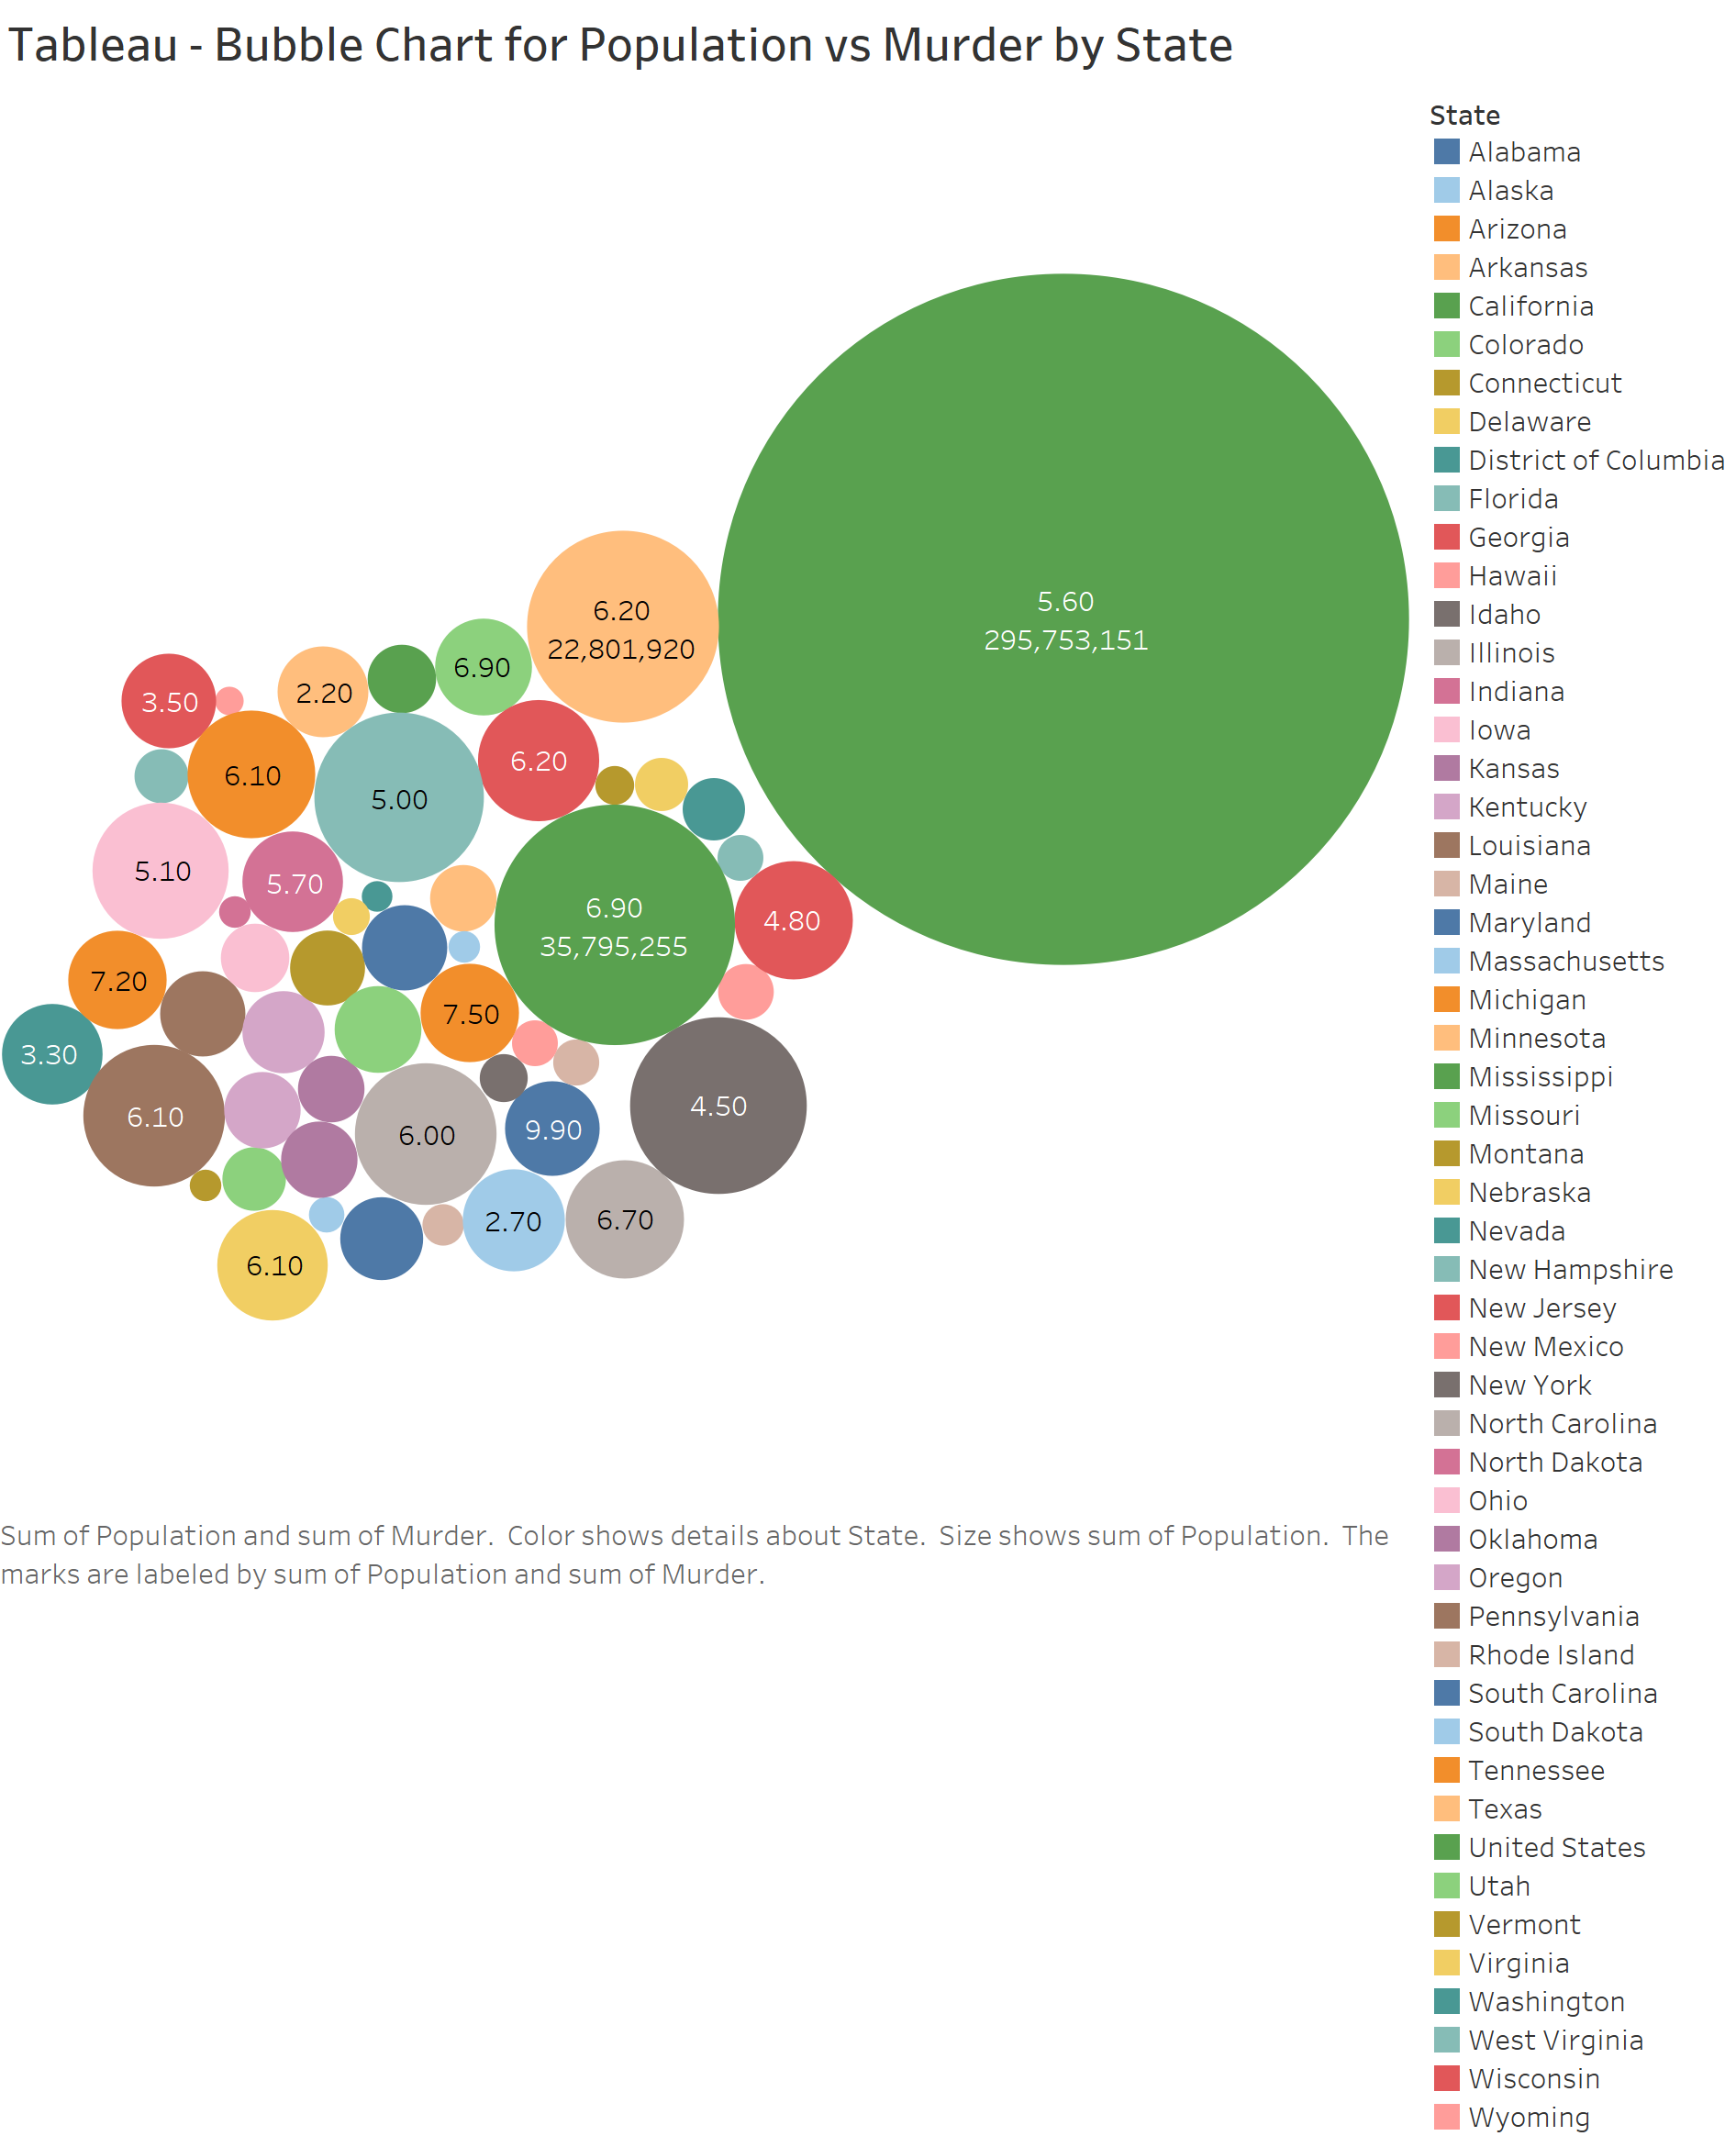 Tableau - Bubble Chart for Population vs Murder by State
State
Alabama
Alaska
Arizona
Arkansas
California
Colorado
Connecticut
Delaware
District of Columbia
Florida
Georgia
Hawaii
Idaho
Illinois
Indiana
Iowa
Kansas
Kentucky
Louisiana
Maine
Maryland
Massachusetts
Michigan
Minnesota
Mississippi
Missouri
Montana
Nebraska
Nevada
New Hampshire
New Jersey
New Mexico
New York
North Carolina
North Dakota
Ohio
Oklahoma
Oregon
Pennsylvania
Rhode Island
South Carolina
South Dakota
Tennessee
Texas
United States
Utah
Vermont
Virginia
Washington
West Virginia
Wisconsin
Wyoming
5.60
295,753,151
6.20
22,801,920
6.90
2.20
3.50
6.20
6.10
5.00
5.10
5.70
6.90
35,795,255
4.80
7.20
7.50
3.30
4.50
6.10
9.90
6.00
2.70
6.70
6.10
Sum of Population and sum of Murder.  Color shows details about State.  Size shows sum of Population.  The
marks are labeled by sum of Population and sum of Murder.